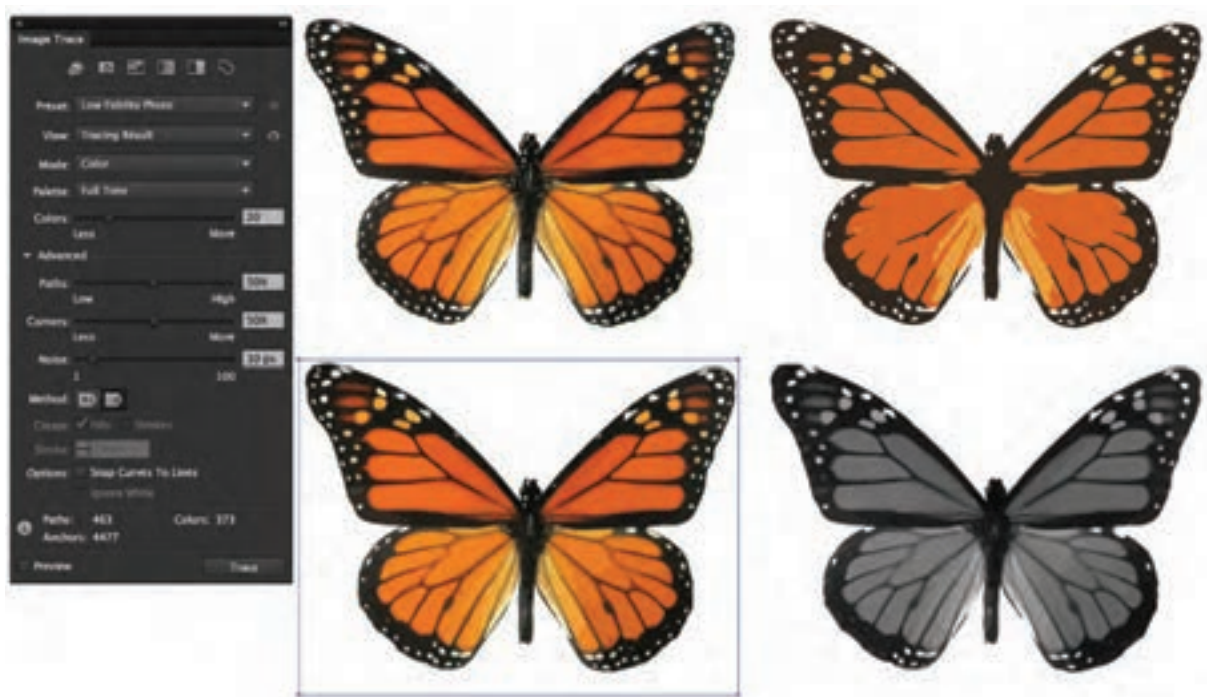 Image Trace
Preset: Low Fidelity Photo
View: Tracing Result
Mode: Color
Palette: Full Tone
Colors: 20
Less More
Advanced
Paths: 50%
Low High
Corners: 50%
Less More
Noise: 10 px
1 100
Method:
Create: Fills Strokes
Stroke:
Options: Snap Curves To Lines
Ignore White
Paths: 463 Colors: 373
Anchors: 4477
Preview Trace